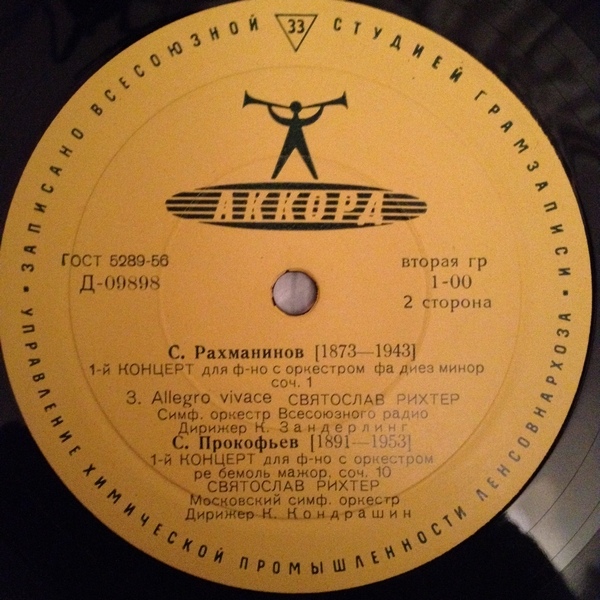 ЗАПИСАНО ВСЕСОЮЗНОЙ 33 СТУДИЕЙ ГРАМЗАПИСИ
АККОРД
ГОСТ 5289-56
Д-09898
вторая гр
1-00
2 сторона
С. Рахманинов [1873—1943]
1-й КОНЦЕРТ для ф-но с оркестром фа диез минор
соч. 1
3. Allegro vivace СВЯТОСЛАВ РИХТЕР
Симф. оркестр Всесоюзного радио
Дирижер К. Зандерлинг
С. Прокофьев [1891—1953]
1-й КОНЦЕРТ для ф-но с оркестром
ре бемоль мажор, соч. 10
СВЯТОСЛАВ РИХТЕР
Московский симф. оркестр
Дирижер К. Кондрашин
УПРАВЛЕНИЕ ХИМИЧЕСКОЙ ПРОМЫШЛЕННОСТИ ЛЕНСОВНАРХОЗА